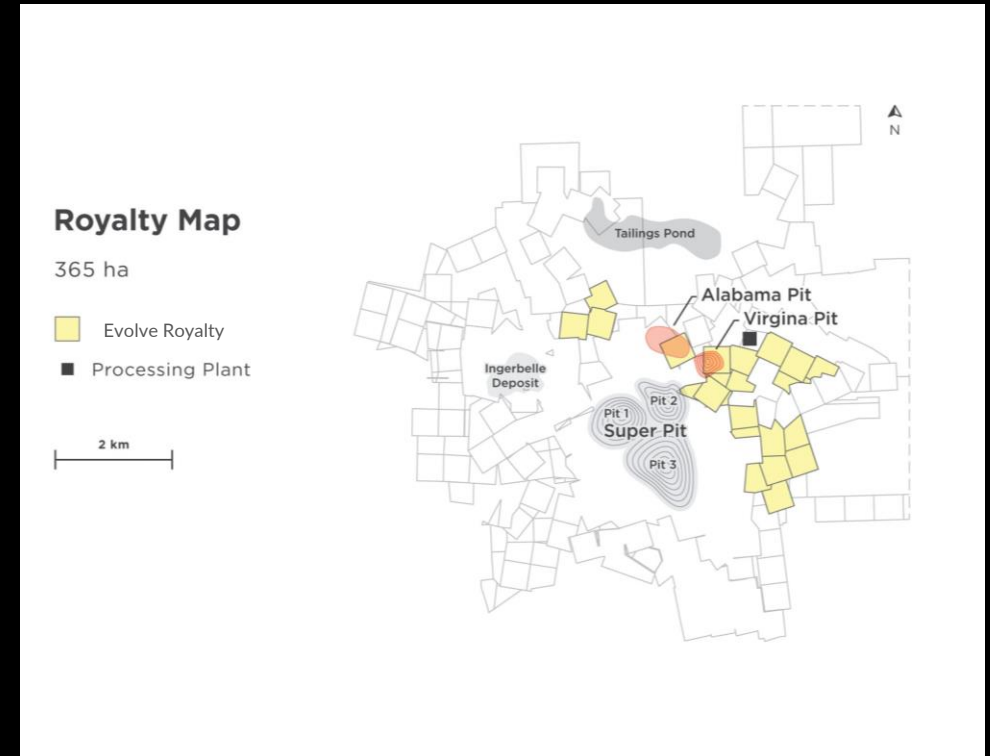 Royalty Map
365 ha
Evolve Royalty
Processing Plant
2 km
N
Tailings Pond
Alabama Pit
Virgina Pit
Ingerbelle
Deposit
Pit 1
Pit 2
Super Pit
Pit 3